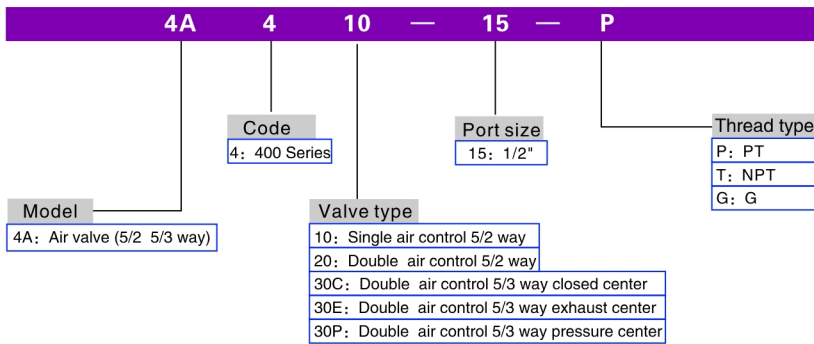 4A 4 10 — 15 — P
Code
4：400 Series
Port size
15：1/2"
Thread type
P：PT
T：NPT
G：G
Model
4A：Air valve (5/2 5/3 way)
Valve type
10：Single air control 5/2 way
20：Double air control 5/2 way
30C：Double air control 5/3 way closed center
30E：Double air control 5/3 way exhaust center
30P：Double air control 5/3 way pressure center